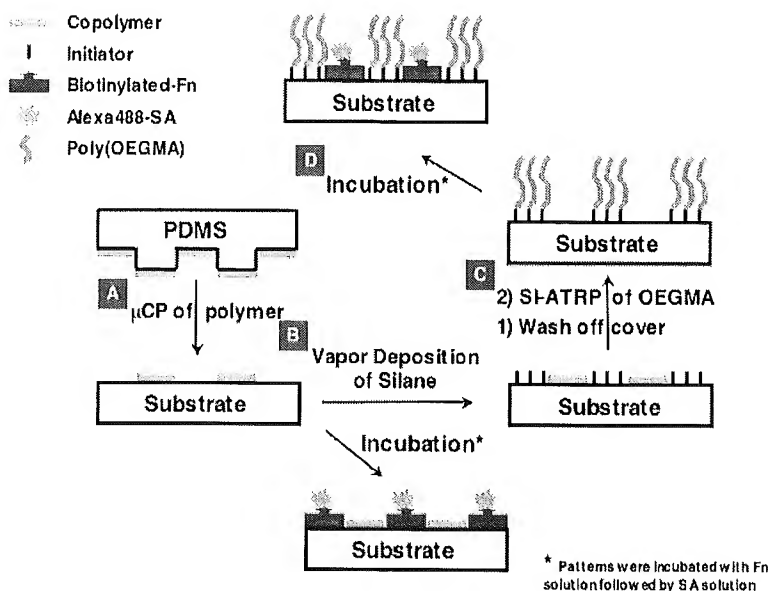 Copolymer
Initiator
Biotinylated-Fn
Alexa488-SA
Poly(OEGMA)
Substrate
D
Incubation*
PDMS
Substrate
A
μCP of polymer
C
2) SI-ATRP of OEGMA
1) Wash off cover
B
Vapor Deposition
of Silane
Substrate
Substrate
Incubation*
Substrate
* Patterns were incubated with Fn
solution followed by SA solution